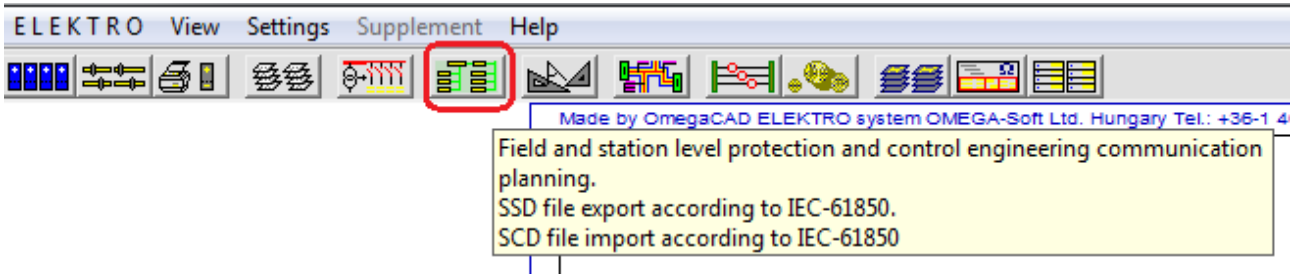 ELEKTRO View Settings Supplement Help
Made by OmegaCAD ELEKTRO system OMEGA-Soft Ltd. Hungary Tel.: +36-1 4
Field and station level protection and control engineering communication
planning.
SSD file export according to IEC-61850.
SCD file import according to IEC-61850